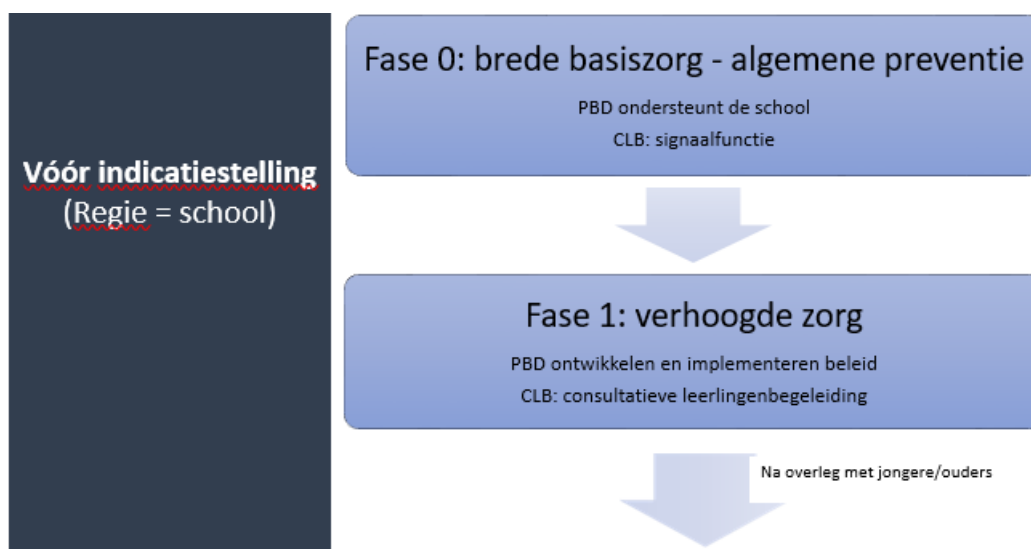 Vóór indicatiestelling
(Regie = school)
Fase 0: brede basiszorg - algemene preventie
PBD ondersteunt de school
CLB: signaalfunctie
Fase 1: verhoogde zorg
PBD ontwikkelen en implementeren beleid
CLB: consultatieve leerlingenbegeleiding
Na overleg met jongere/ouders